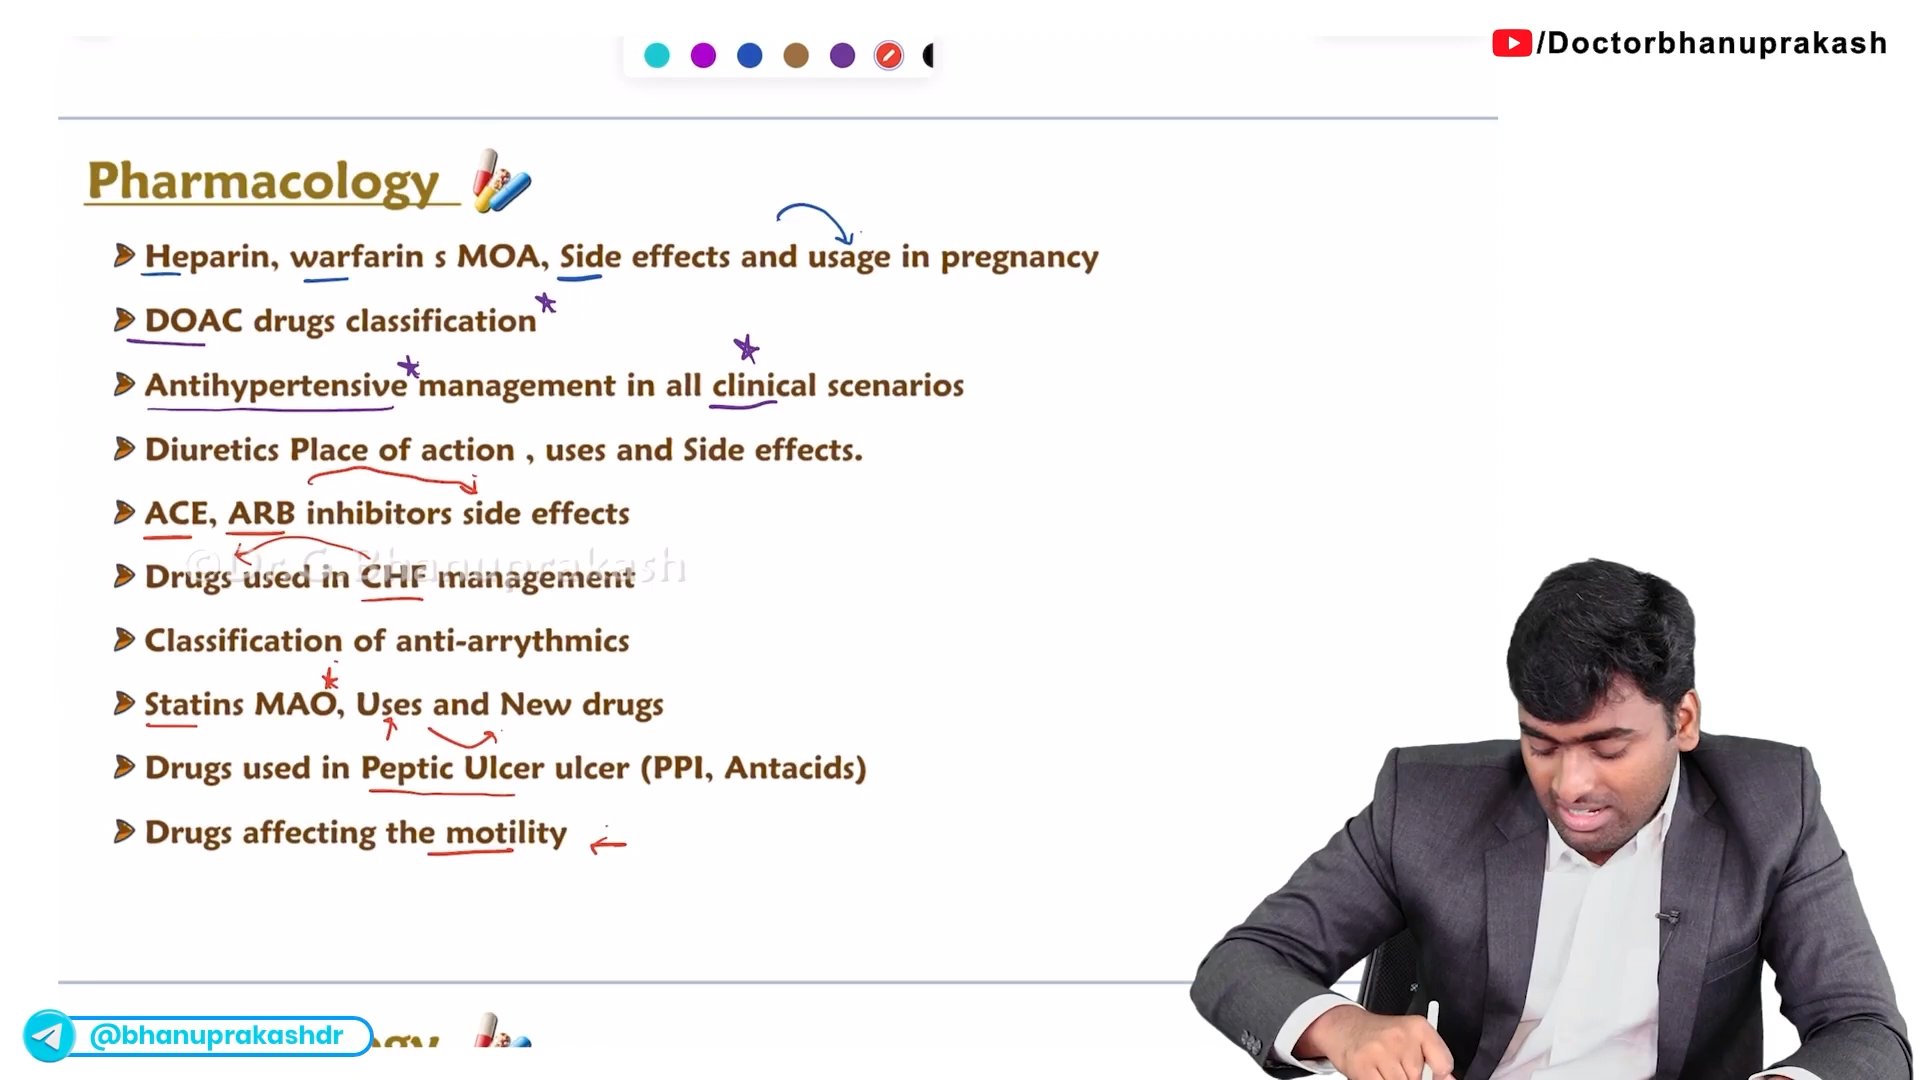 /Doctorbhanuprakash
Pharmacology
Heparin, warfarin s MOA, Side effects and usage in pregnancy
DOAC drugs classification
Antihypertensive management in all clinical scenarios
Diuretics Place of action , uses and Side effects.
ACE, ARB inhibitors side effects
©Dr.G.Bhanuprakash
Drugs used in CHF management
Classification of anti-arrythmics
Statins MAO, Uses and New drugs
Drugs used in Peptic Ulcer ulcer (PPI, Antacids)
Drugs affecting the motility
@bhanuprakashdr